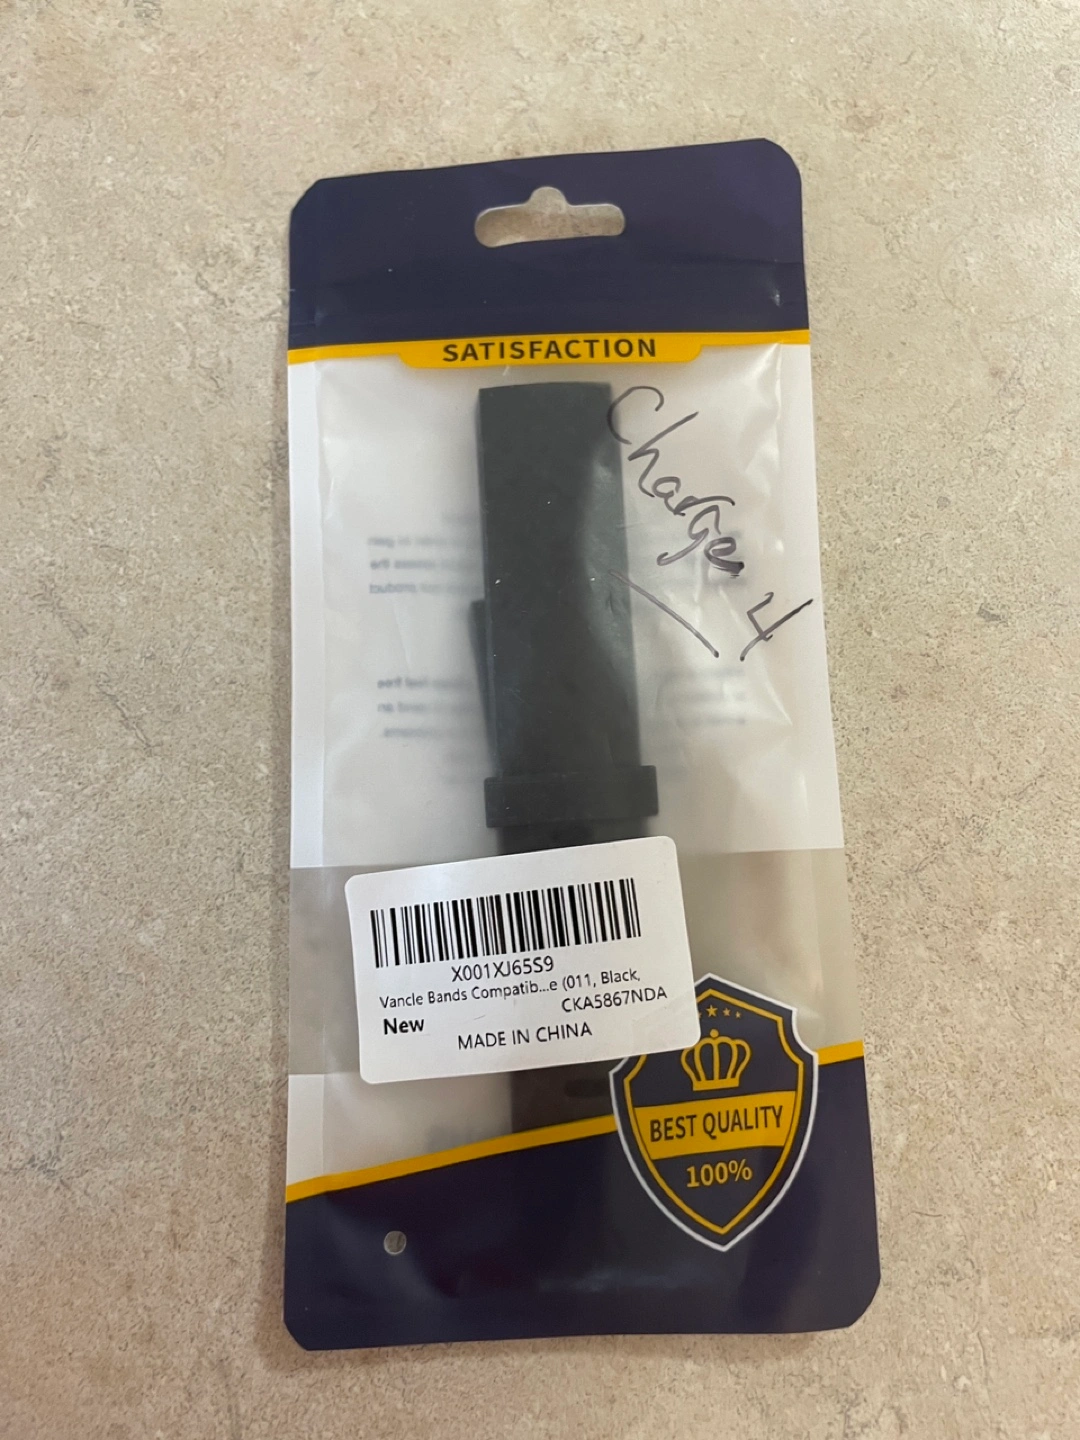 SATISFACTION
Charge 4
X001XJ65S9
Vancle Bands Compatib...e (011, Black,
CKA5867NDA
New
MADE IN CHINA
BEST QUALITY
100%